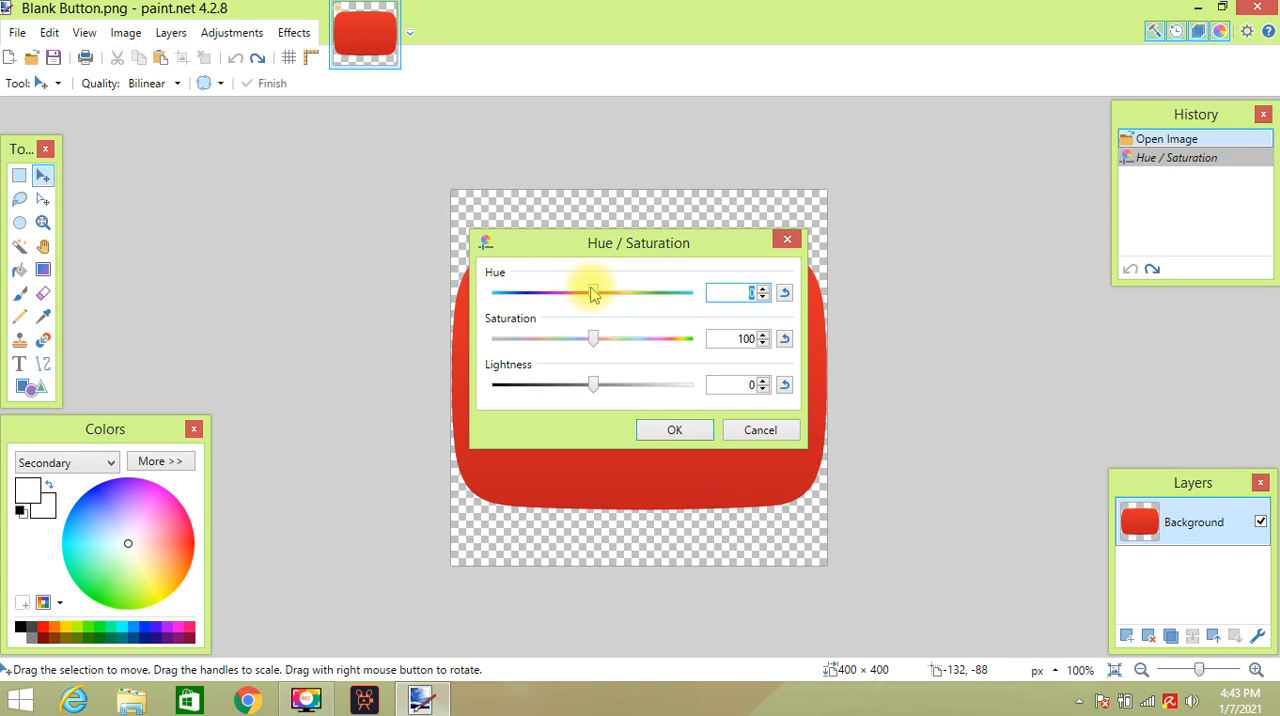 Blank Button.png - paint.net 4.2.8
File Edit View Image Layers Adjustments Effects
Tool: Quality: Bilinear Finish
To...
History
Open Image
Hue / Saturation
Hue / Saturation
Hue
0
Saturation
100
Lightness
0
OK Cancel
Colors
Secondary More >>
Layers
Background
Drag the selection to move. Drag the handles to scale. Drag with right mouse button to rotate. 400 × 400 -132, -88 px 100%
4:43 PM
1/7/2021